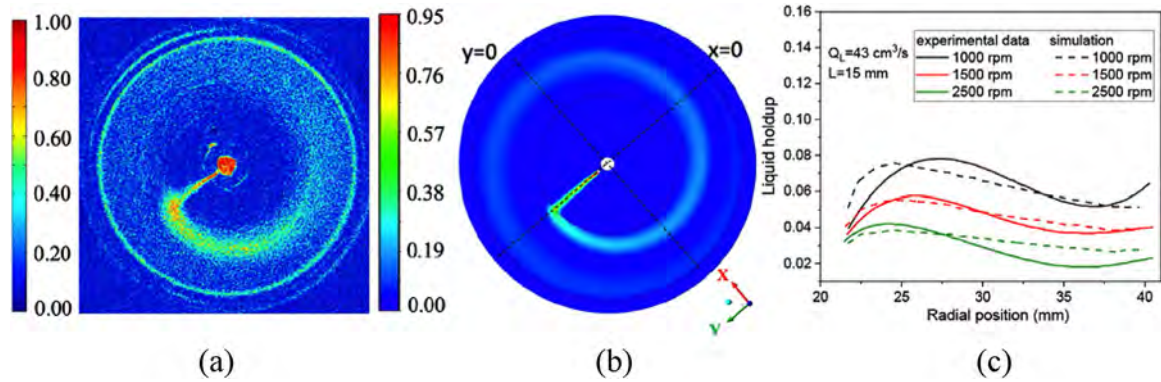 1.00
0.80
0.60
0.40
0.20
0.00
0.95
0.76
0.57
0.38
0.19
0.00
y=0
x=0
X
Y
0.16
0.14
0.12
0.10
0.08
0.06
0.04
0.02
Liquid holdup
Q_L=43 cm³/s
L=15 mm
experimental data simulation
1000 rpm 1000 rpm
1500 rpm 1500 rpm
2500 rpm 2500 rpm
20 25 30 35 40
Radial position (mm)
(a) (b) (c)